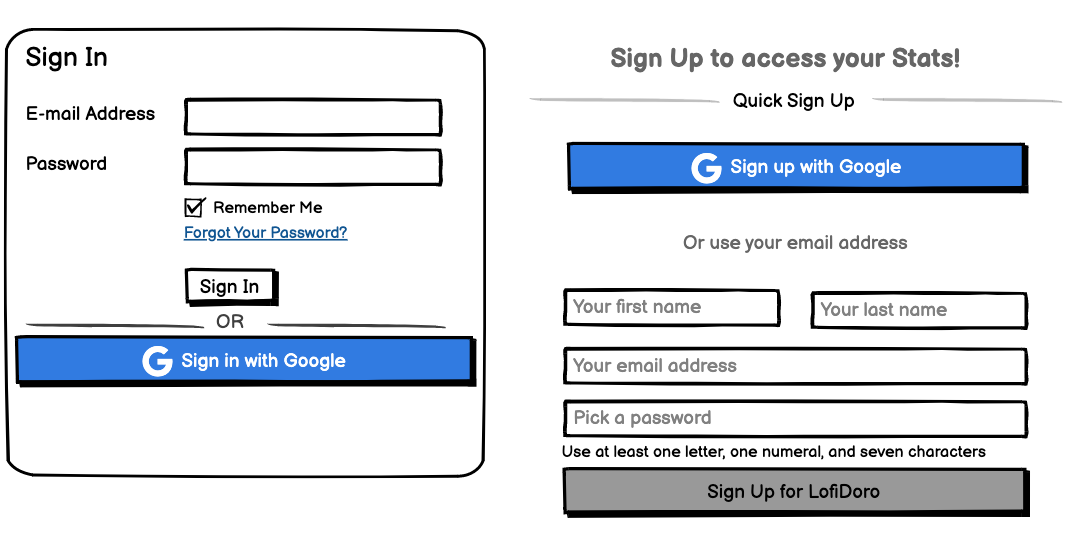 Sign In
E-mail Address
Password
Remember Me
Forgot Your Password?
Sign In
OR
G Sign in with Google
Sign Up to access your Stats!
Quick Sign Up
G Sign up with Google
Or use your email address
Your first name
Your last name
Your email address
Pick a password
Use at least one letter, one numeral, and seven characters
Sign Up for LofiDoro